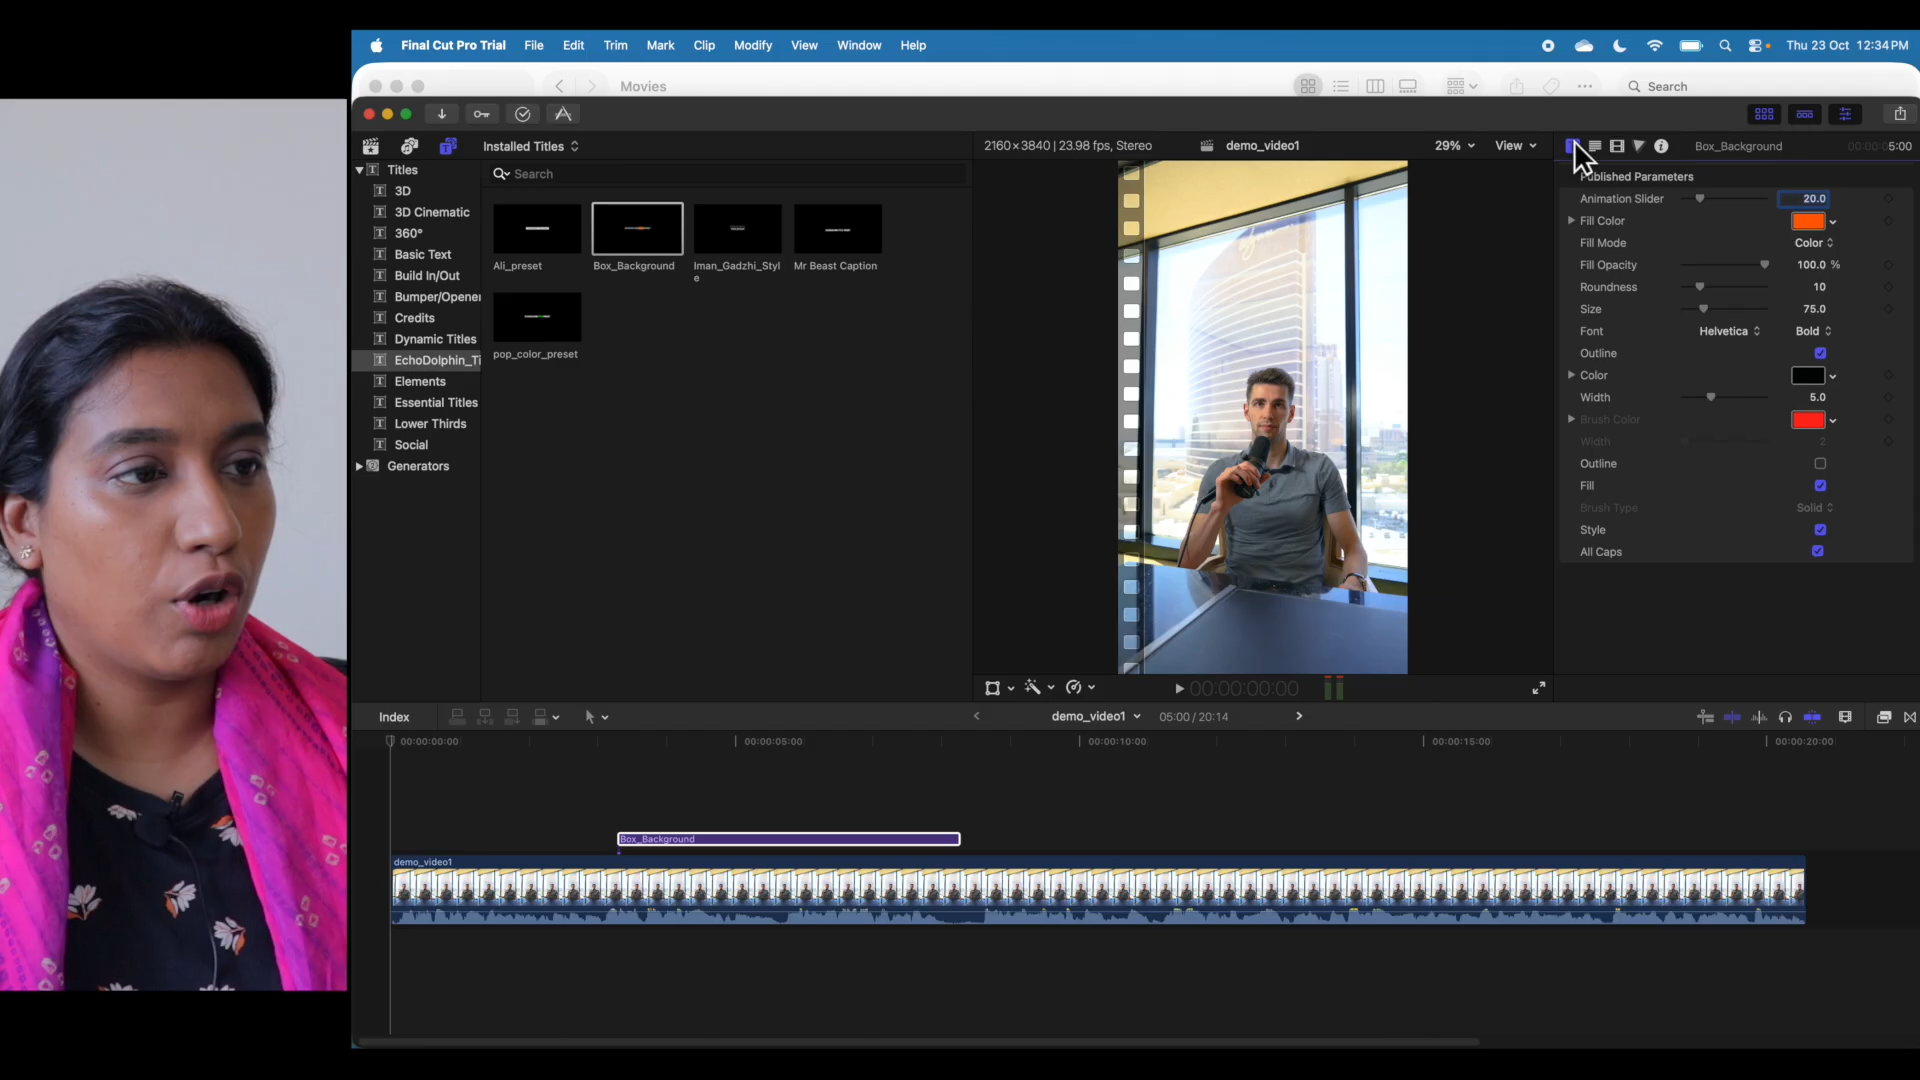 Final Cut Pro Trial File Edit Trim Mark Clip Modify View Window Help Thu 23 Oct 12:34 PM
Movies Search
Installed Titles 2160×3840 | 23.98 fps, Stereo demo_video1 29% View Box_Background 00:00:05:00
Titles
3D
3D Cinematic
360°
Basic Text
Build In/Out
Bumper/Opene
Credits
Dynamic Titles
EchoDolphin_Ti
Elements
Essential Titles
Lower Thirds
Social
Generators
Search
Ali_preset
Box_Background
Iman_Gadzhi_Styl
e
Mr Beast Caption
pop_color_preset
Published Parameters
Animation Slider 20.0
Fill Color
Fill Mode Color
Fill Opacity 100.0 %
Roundness 10
Size 75.0
Font Helvetica Bold
Outline
Color
Width 5.0
Brush Color
Width 2
Outline
Fill
Brush Type Solid
Style
All Caps
00:00:00:00
Index demo_video1 05:00 / 20:14
00:00:00:00 00:00:05:00 00:00:10:00 00:00:15:00 00:00:20:00
Box_Background
demo_video1